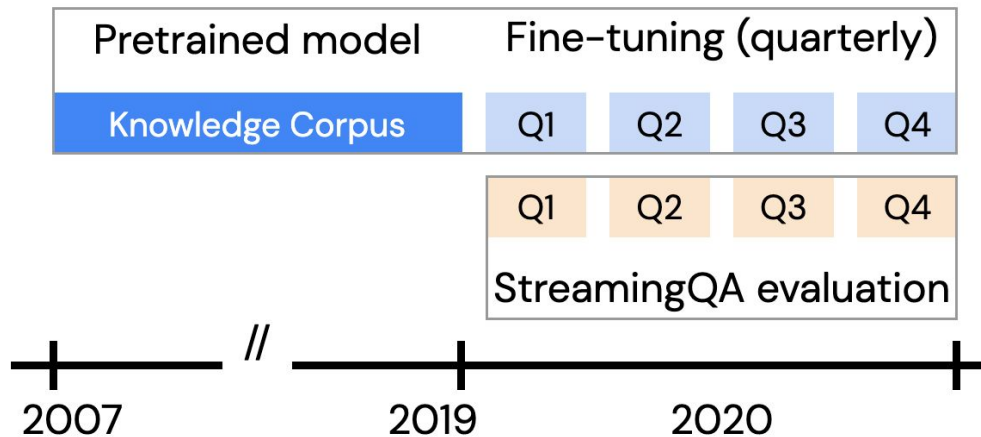 Pretrained model Fine-tuning (quarterly)
Knowledge Corpus Q1 Q2 Q3 Q4
Q1 Q2 Q3 Q4
StreamingQA evaluation
//
2007 2019 2020